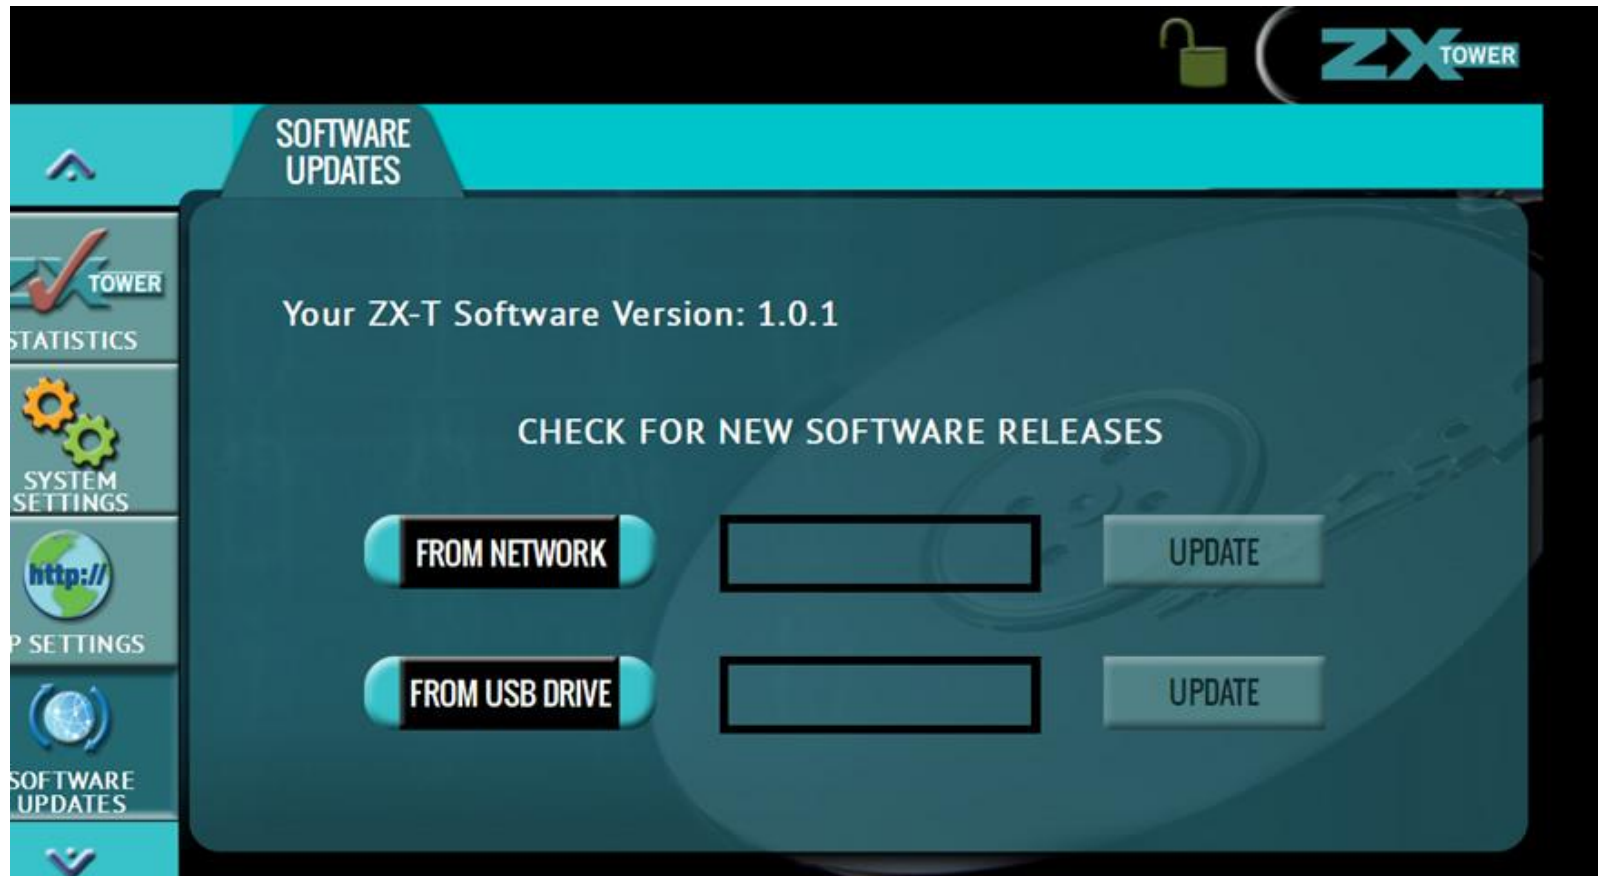 ZX TOWER
SOFTWARE
UPDATES
ZX TOWER
STATISTICS
Your ZX-T Software Version: 1.0.1
CHECK FOR NEW SOFTWARE RELEASES
SYSTEM
SETTINGS
FROM NETWORK
UPDATE
http://
P SETTINGS
FROM USB DRIVE
UPDATE
SOFTWARE
UPDATES